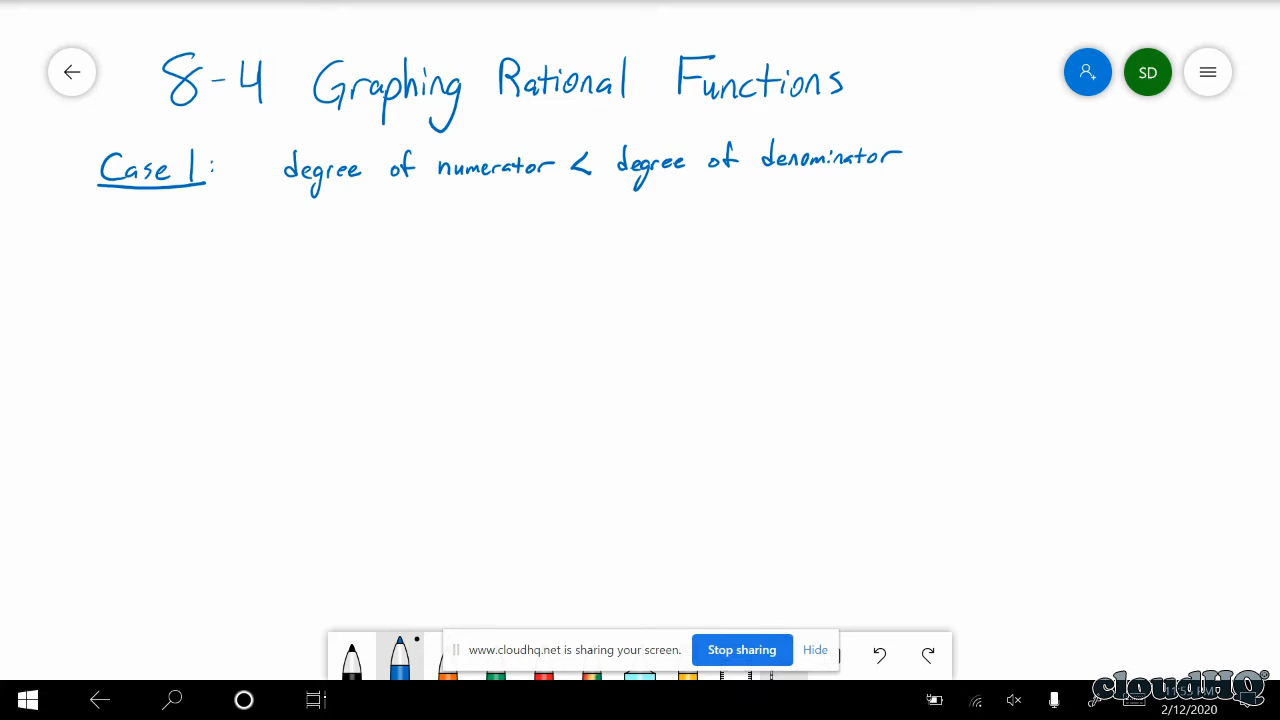 8-4 Graphing Rational Functions
SD
Case 1: degree of numerator < degree of denominator
www.cloudhq.net is sharing your screen. Stop sharing Hide
cloudHQ
2/12/2020